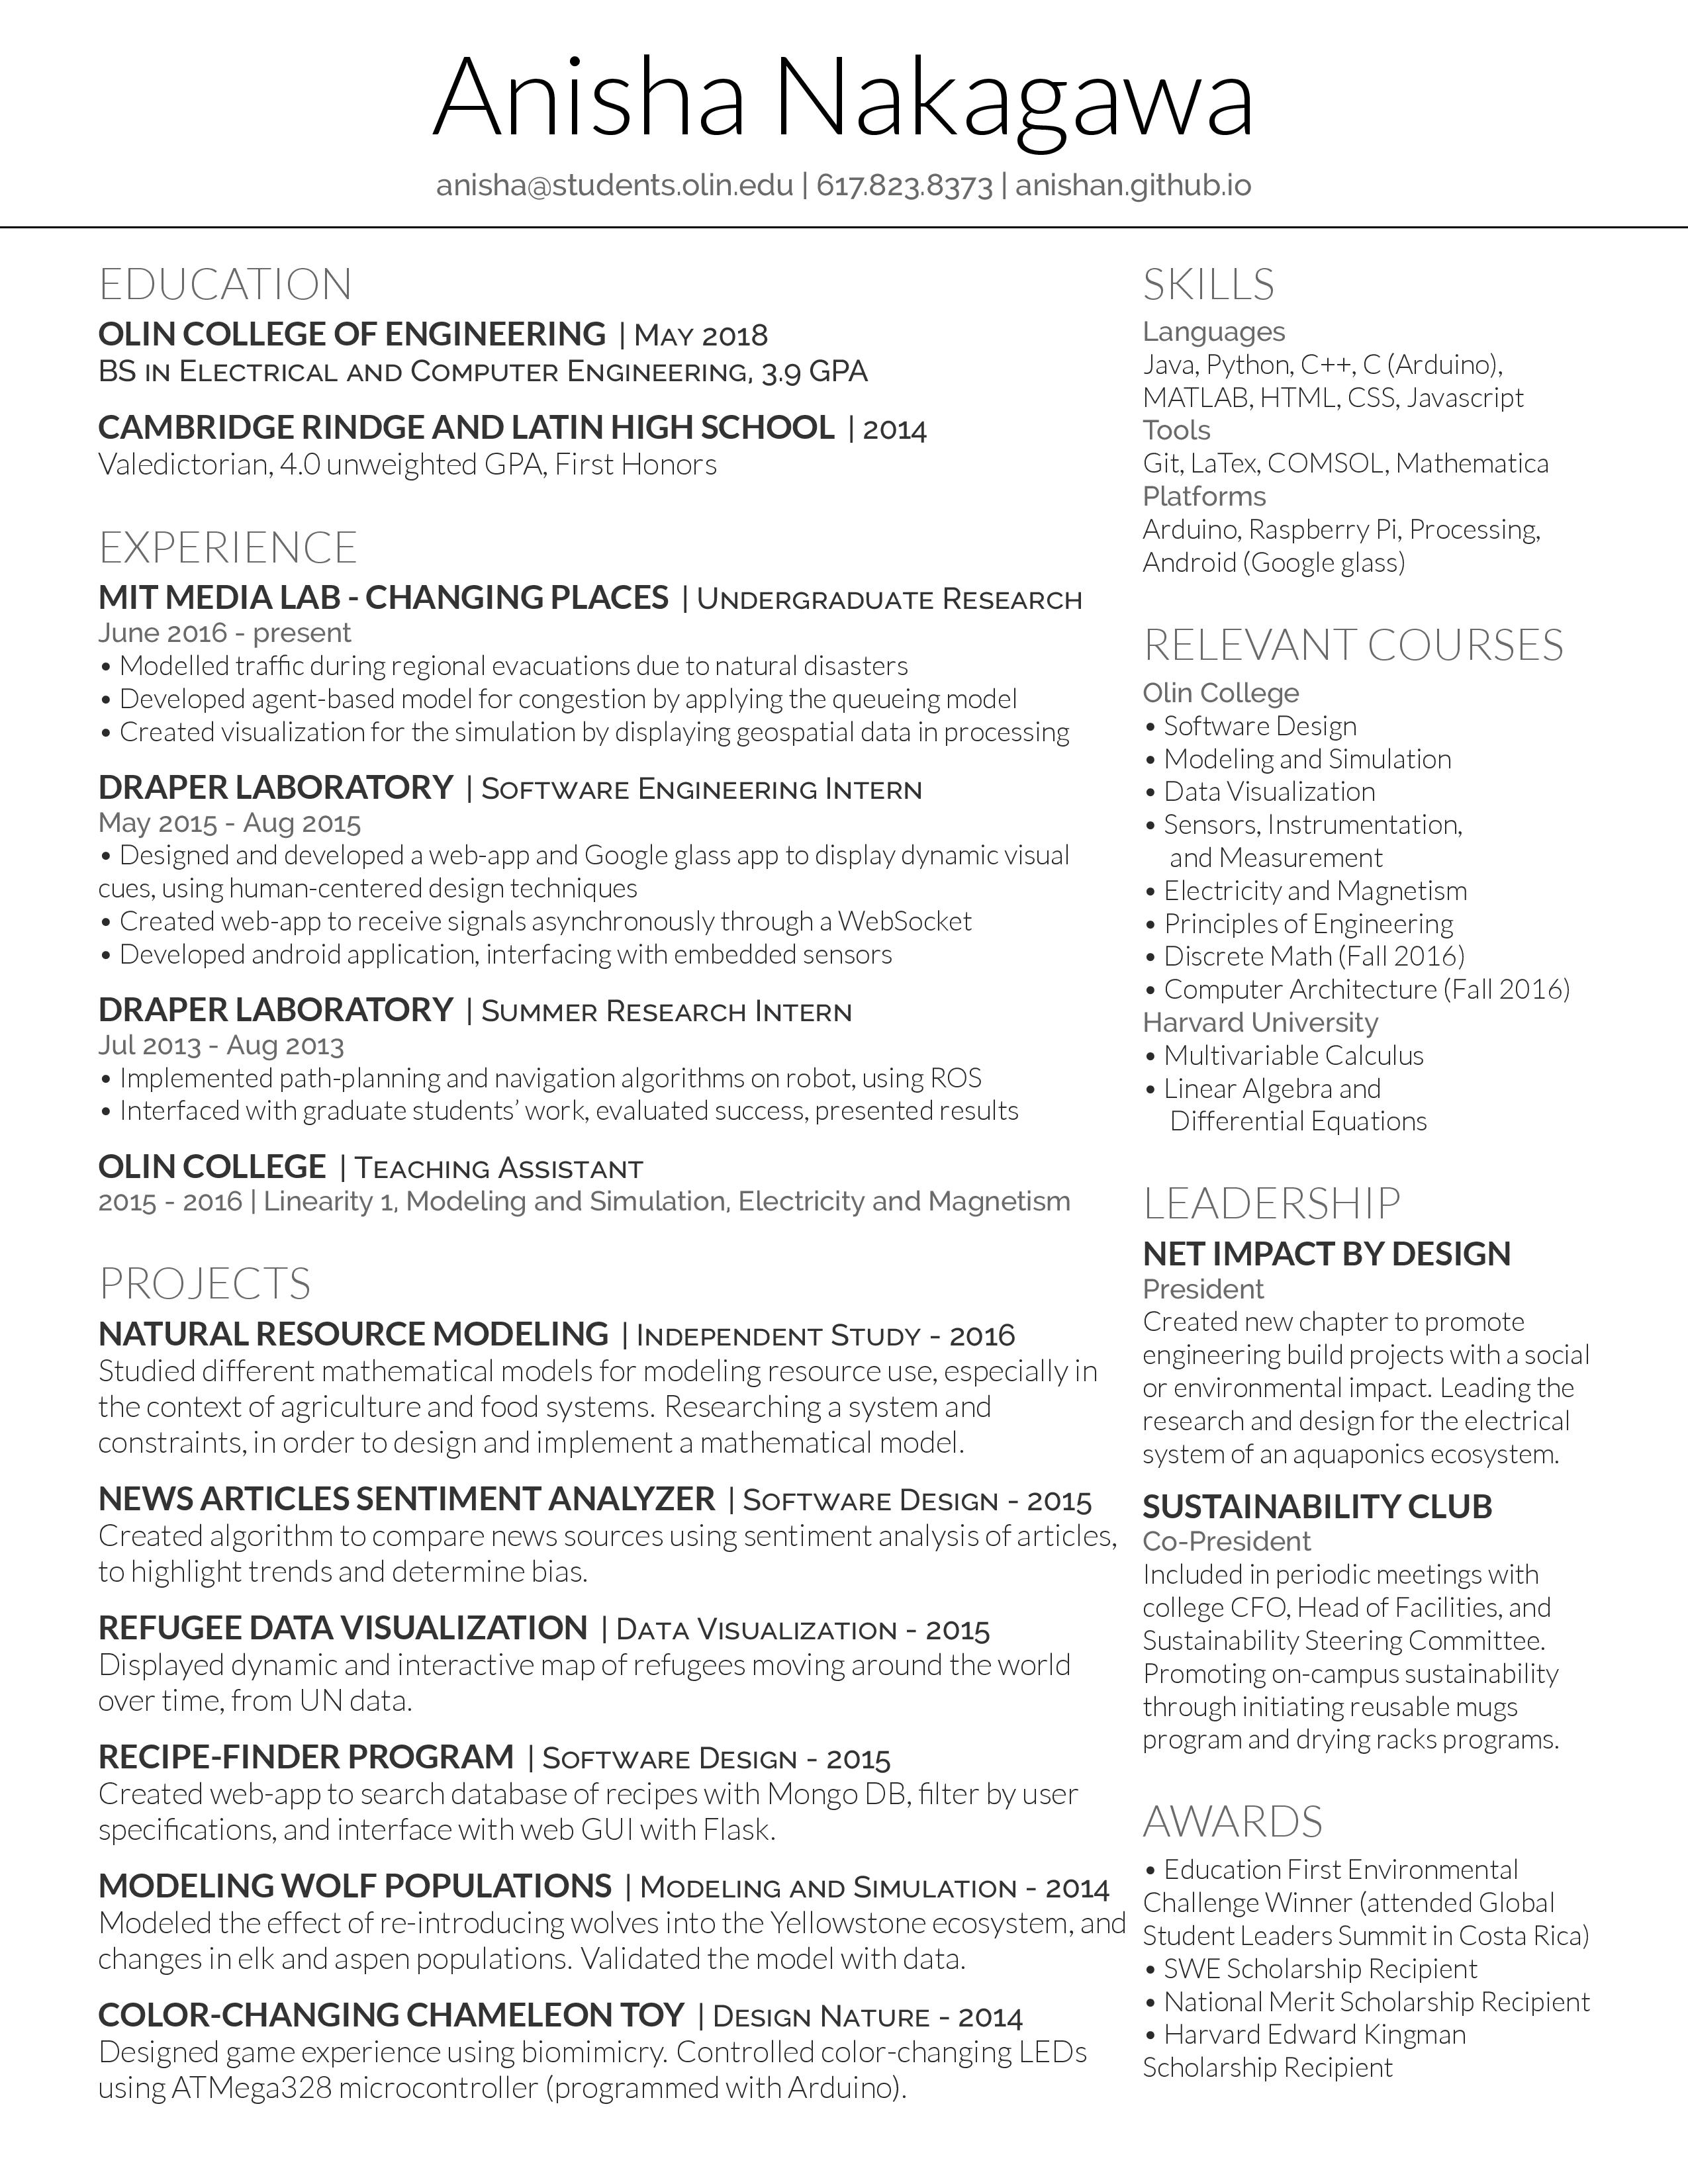 Anisha Nakagawa
anisha@students.olin.edu | 617.823.8373 | anishan.github.io
EDUCATION
OLIN COLLEGE OF ENGINEERING | May 2018
BS in Electrical and Computer Engineering, 3.9 GPA
CAMBRIDGE RINDGE AND LATIN HIGH SCHOOL | 2014
Valedictorian, 4.0 unweighted GPA, First Honors
EXPERIENCE
MIT MEDIA LAB - CHANGING PLACES | Undergraduate Research
June 2016 - present
• Modelled traffic during regional evacuations due to natural disasters
• Developed agent-based model for congestion by applying the queueing model
• Created visualization for the simulation by displaying geospatial data in processing
DRAPER LABORATORY | Software Engineering Intern
May 2015 - Aug 2015
• Designed and developed a web-app and Google glass app to display dynamic visual
cues, using human-centered design techniques
• Created web-app to receive signals asynchronously through a WebSocket
• Developed android application, interfacing with embedded sensors
DRAPER LABORATORY | Summer Research Intern
Jul 2013 - Aug 2013
• Implemented path-planning and navigation algorithms on robot, using ROS
• Interfaced with graduate students’ work, evaluated success, presented results
OLIN COLLEGE | Teaching Assistant
2015 - 2016 | Linearity 1, Modeling and Simulation, Electricity and Magnetism
PROJECTS
NATURAL RESOURCE MODELING | Independent Study - 2016
Studied different mathematical models for modeling resource use, especially in
the context of agriculture and food systems. Researching a system and
constraints, in order to design and implement a mathematical model.
NEWS ARTICLES SENTIMENT ANALYZER | Software Design - 2015
Created algorithm to compare news sources using sentiment analysis of articles,
to highlight trends and determine bias.
REFUGEE DATA VISUALIZATION | Data Visualization - 2015
Displayed dynamic and interactive map of refugees moving around the world
over time, from UN data.
RECIPE-FINDER PROGRAM | Software Design - 2015
Created web-app to search database of recipes with Mongo DB, filter by user
specifications, and interface with web GUI with Flask.
MODELING WOLF POPULATIONS | Modeling and Simulation - 2014
Modeled the effect of re-introducing wolves into the Yellowstone ecosystem, and
changes in elk and aspen populations. Validated the model with data.
COLOR-CHANGING CHAMELEON TOY | Design Nature - 2014
Designed game experience using biomimicry. Controlled color-changing LEDs
using ATMega328 microcontroller (programmed with Arduino).
SKILLS
Languages
Java, Python, C++, C (Arduino),
MATLAB, HTML, CSS, Javascript
Tools
Git, LaTex, COMSOL, Mathematica
Platforms
Arduino, Raspberry Pi, Processing,
Android (Google glass)
RELEVANT COURSES
Olin College
• Software Design
• Modeling and Simulation
• Data Visualization
• Sensors, Instrumentation,
and Measurement
• Electricity and Magnetism
• Principles of Engineering
• Discrete Math (Fall 2016)
• Computer Architecture (Fall 2016)
Harvard University
• Multivariable Calculus
• Linear Algebra and
Differential Equations
LEADERSHIP
NET IMPACT BY DESIGN
President
Created new chapter to promote
engineering build projects with a social
or environmental impact. Leading the
research and design for the electrical
system of an aquaponics ecosystem.
SUSTAINABILITY CLUB
Co-President
Included in periodic meetings with
college CFO, Head of Facilities, and
Sustainability Steering Committee.
Promoting on-campus sustainability
through initiating reusable mugs
program and drying racks programs.
AWARDS
• Education First Environmental
Challenge Winner (attended Global
Student Leaders Summit in Costa Rica)
• SWE Scholarship Recipient
• National Merit Scholarship Recipient
• Harvard Edward Kingman
Scholarship Recipient